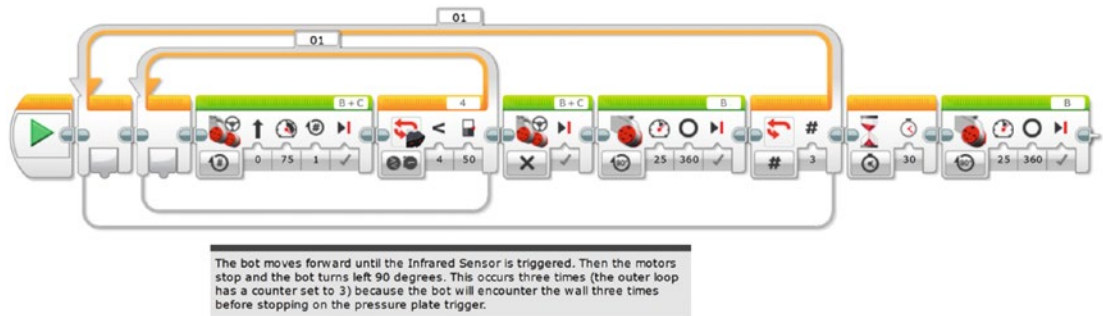 01
01
B + C
4
B + C
B
B
#
<
#
#
0 75 1
4 50
25 360
# 3
30
25 360
The bot moves forward until the Infrared Sensor is triggered. Then the motors
stop and the bot turns left 90 degrees. This occurs three times (the outer loop
has a counter set to 3) because the bot will encounter the wall three times
before stopping on the pressure plate trigger.